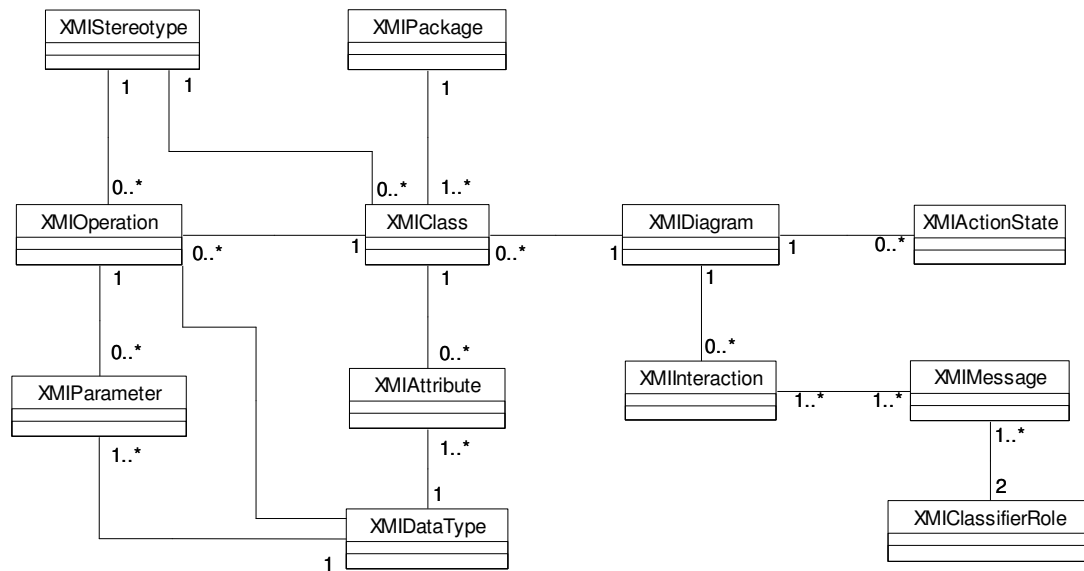 XMIStereotype
XMIPackage
1
1
1
0..*
0..*
1..*
XMIOperation
XMIClass
XMIDiagram
XMIActionState
0..*
1
0..*
1
1
0..*
1
1
1
0..*
0..*
0..*
XMIParameter
XMIAttribute
XMIInteraction
XMIMessage
1..*
1..*
1..*
1..*
1..*
1
2
XMIDataType
XMIClassifierRole
1